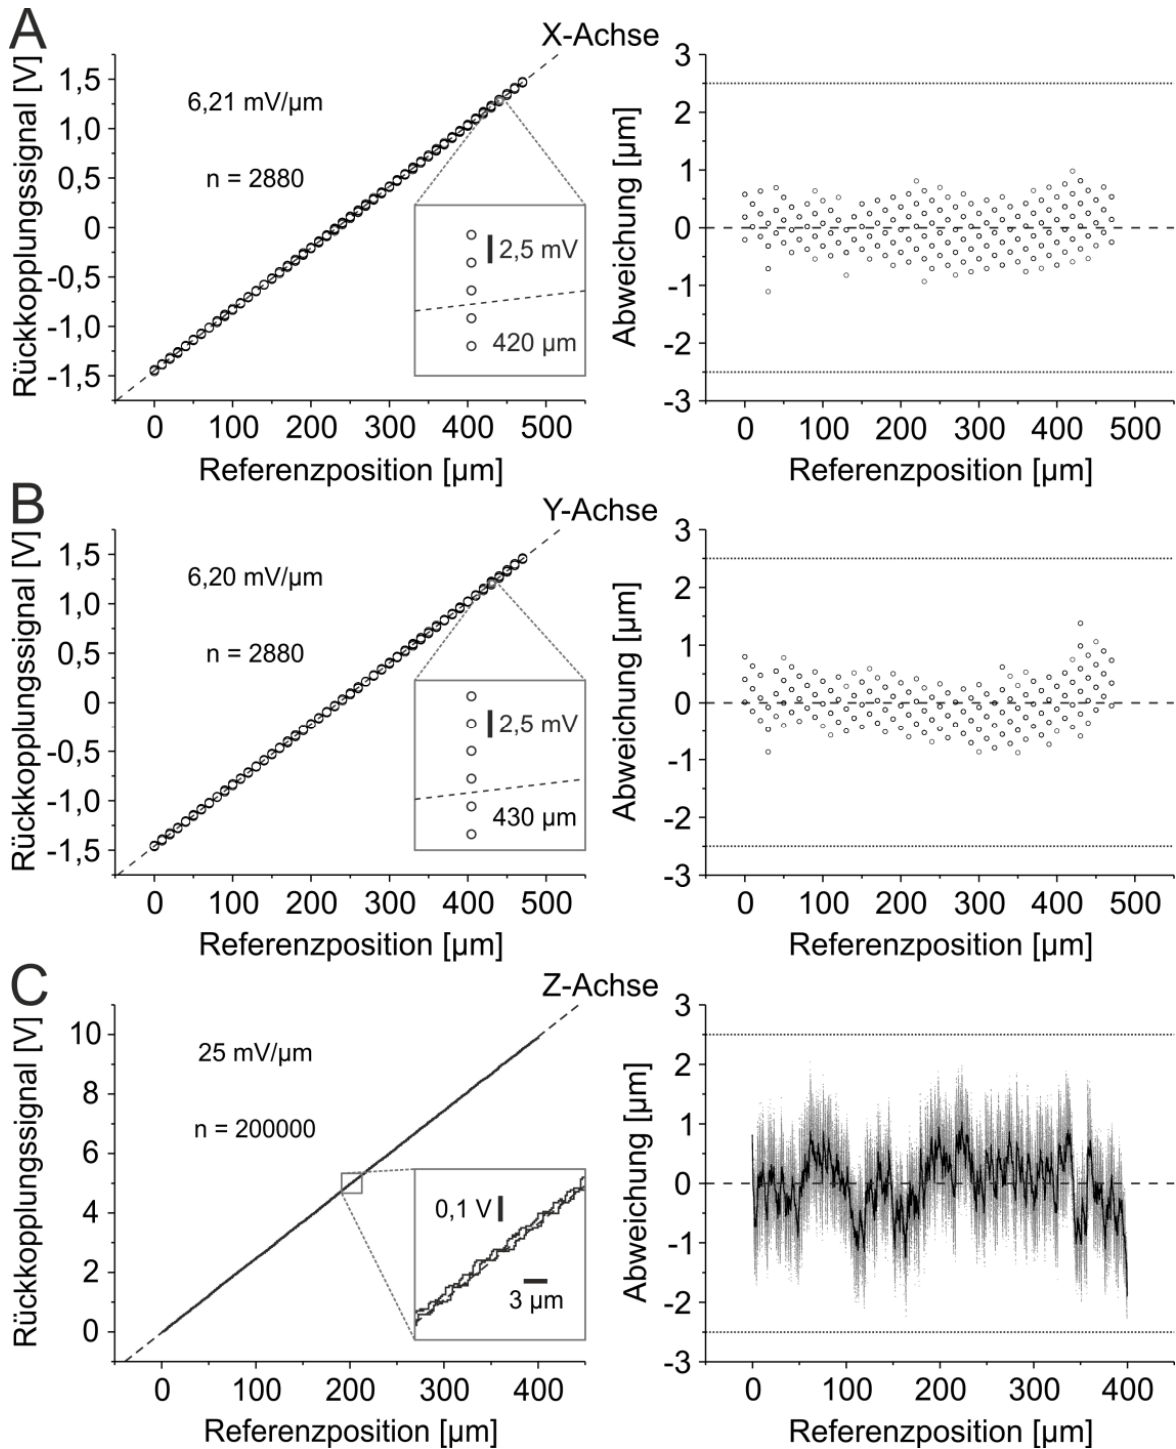 A
X-Achse
Rückkopplungssignal [V]
1,5
1,0
0,5
0
-0,5
-1,0
-1,5
6,21 mV/µm
n = 2880
2,5 mV
420 µm
0 100 200 300 400 500
Referenzposition [µm]
Abweichung [µm]
3
2
1
0
-1
-2
-3
0 100 200 300 400 500
Referenzposition [µm]
B
Y-Achse
Rückkopplungssignal [V]
1,5
1,0
0,5
0
-0,5
-1,0
-1,5
6,20 mV/µm
n = 2880
2,5 mV
430 µm
0 100 200 300 400 500
Referenzposition [µm]
Abweichung [µm]
3
2
1
0
-1
-2
-3
0 100 200 300 400 500
Referenzposition [µm]
C
Z-Achse
Rückkopplungssignal [V]
10
8
6
4
2
0
25 mV/µm
n = 200000
0,1 V
3 µm
0 100 200 300 400
Referenzposition [µm]
Abweichung [µm]
3
2
1
0
-1
-2
-3
0 100 200 300 400
Referenzposition [µm]